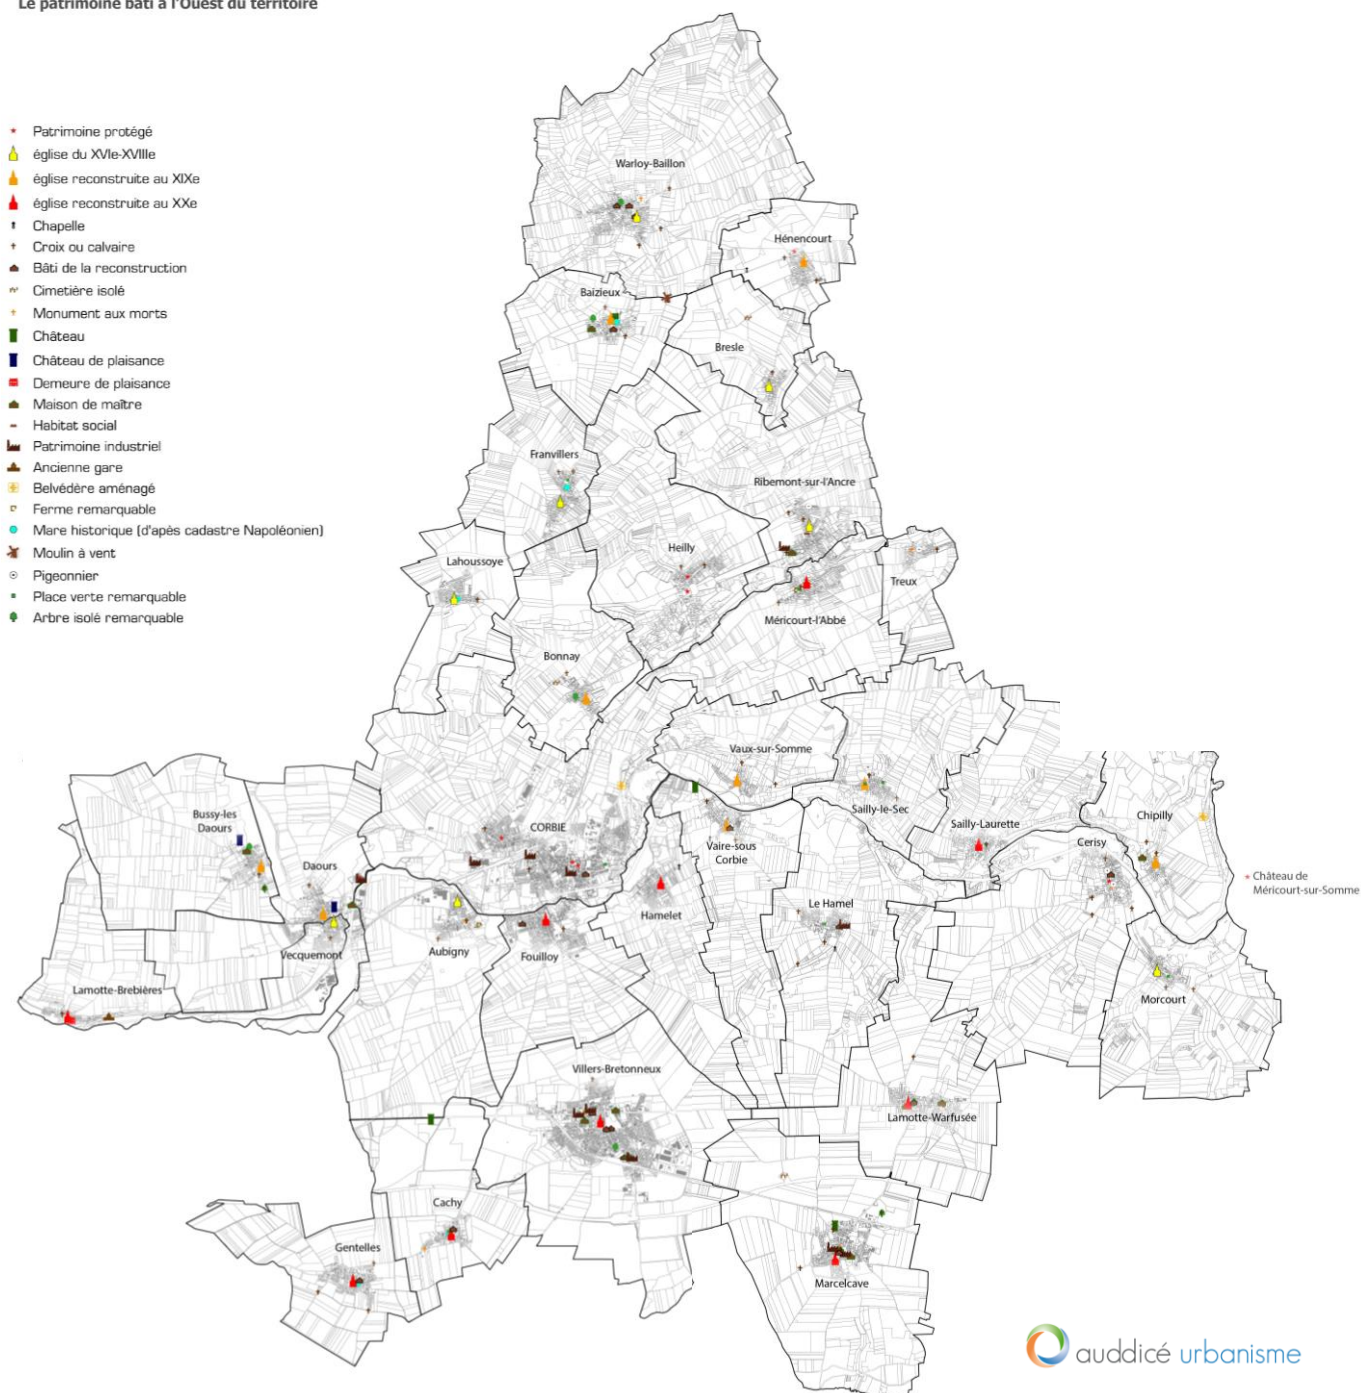 Le patrimoine bâti à l'Ouest du territoire
Patrimoine protégé
église du XVIe-XVIIIe
église reconstruite au XIXe
église reconstruite au XXe
Chapelle
Croix ou calvaire
Bâti de la reconstruction
Cimetière isolé
Monument aux morts
Château
Château de plaisance
Demeure de plaisance
Maison de maître
Habitat social
Patrimoine industriel
Ancienne gare
Belvédère aménagé
Ferme remarquable
Mare historique (d'apès cadastre Napoléonien)
Moulin à vent
Pigeonnier
Place verte remarquable
Arbre isolé remarquable
Warloy-Baillon
Hénencourt
Baizieux
Bresle
Franvillers
Ribemont-sur-l'Ancre
Heilly
Lahoussoye
Treux
Méricourt-l'Abbé
Bonnay
Vaux-sur-Somme
Sailly-le-Sec
Bussy-les
Daours
CORBIE
Sailly-Laurette
Chipilly
Cerisy
Vaire-sous
Corbie
Daours
Château de
Méricourt-sur-Somme
Hamelet
Le Hamel
Vecquemont
Aubigny
Fouilloy
Lamotte-Brebières
Morcourt
Villers-Bretonneux
Lamotte-Warfusée
Cachy
Gentelles
Marcelcave
auddicé urbanisme